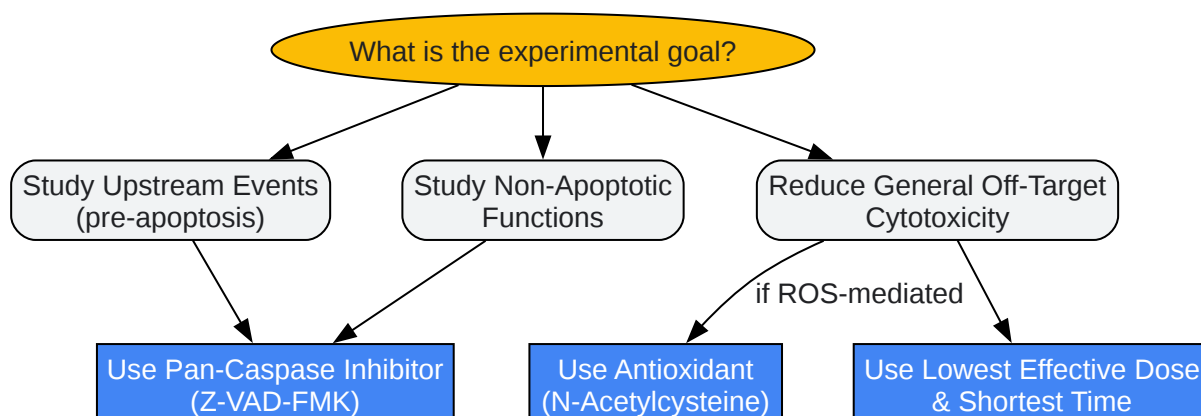 What is the experimental goal?
Study Upstream Events
(pre-apoptosis)
Study Non-Apoptotic
Functions
Reduce General Off-Target
Cytotoxicity
if ROS-mediated
Use Pan-Caspase Inhibitor
(Z-VAD-FMK)
Use Antioxidant
(N-Acetylcysteine)
Use Lowest Effective Dose
& Shortest Time